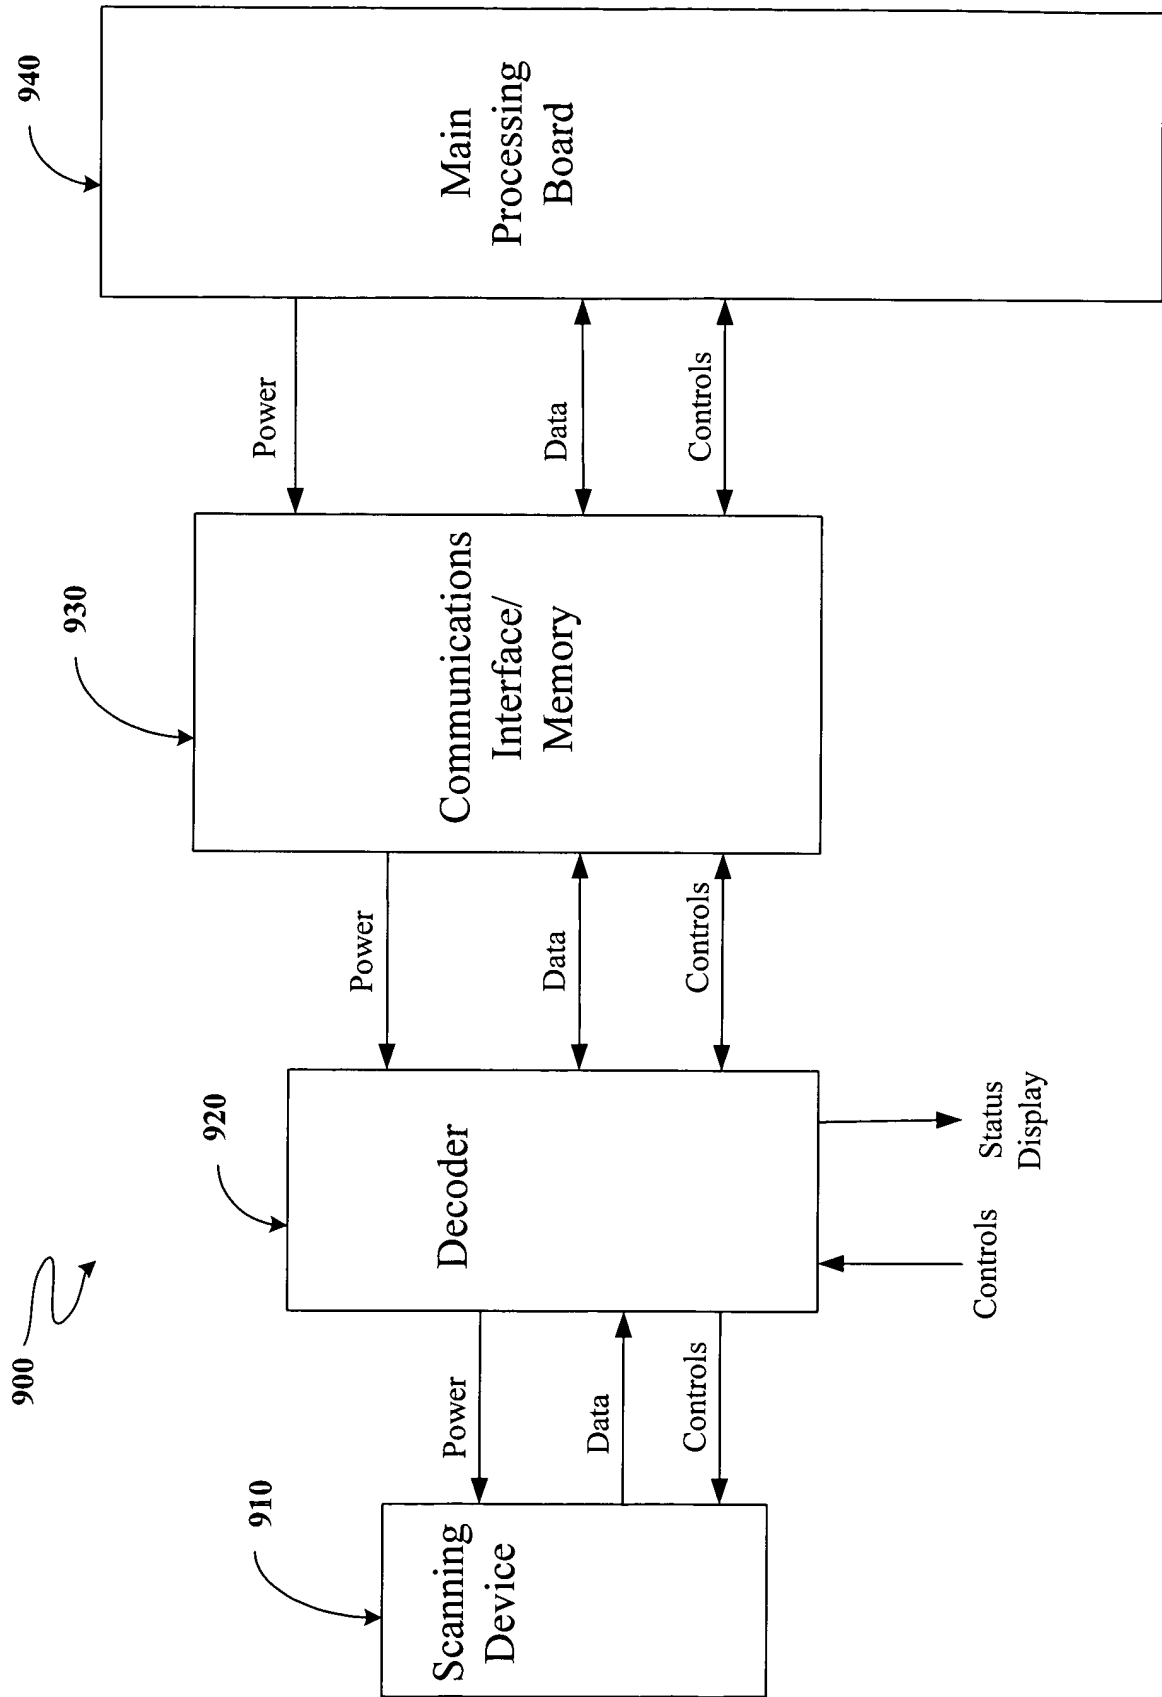 900
910
920
930
940
Scanning
Device
Power
Data
Controls
Decoder
Controls
Status
Display
Power
Data
Controls
Communications
Interface/
Memory
Power
Data
Controls
Main
Processing
Board